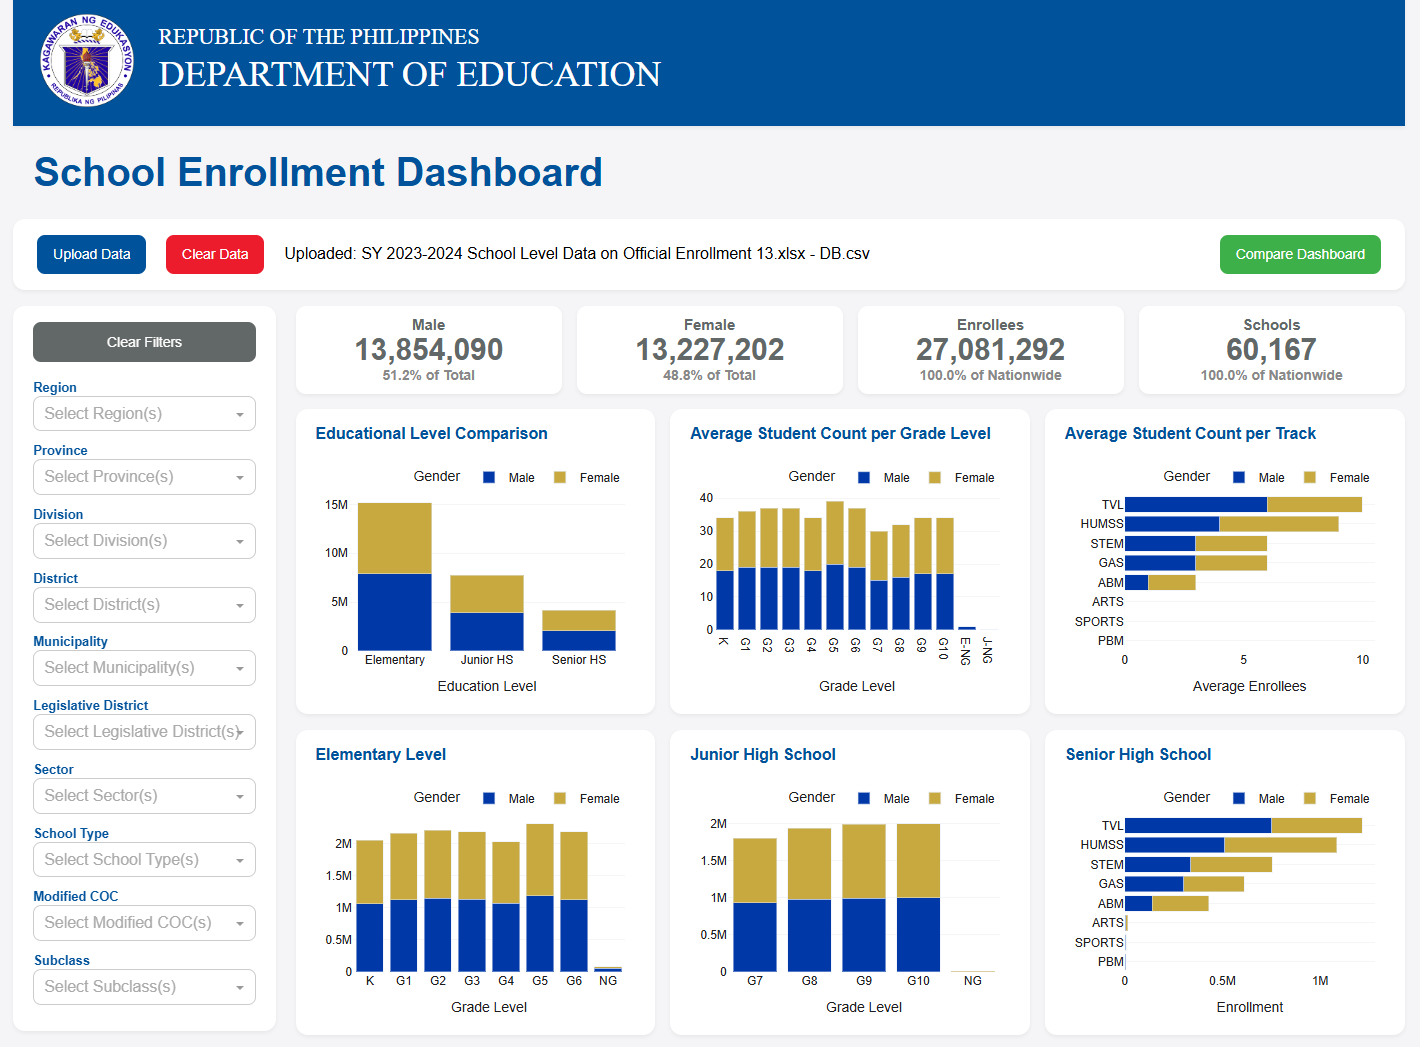 KAGAWARAN NG EDUKASYON
REPUBLIKA NG PILIPINAS
REPUBLIC OF THE PHILIPPINES
DEPARTMENT OF EDUCATION
School Enrollment Dashboard
Upload Data
Clear Data
Uploaded: SY 2023-2024 School Level Data on Official Enrollment 13.xlsx - DB.csv
Compare Dashboard
Clear Filters
Region
Select Region(s)
Province
Select Province(s)
Division
Select Division(s)
District
Select District(s)
Municipality
Select Municipality(s)
Legislative District
Select Legislative District(s)
Sector
Select Sector(s)
School Type
Select School Type(s)
Modified COC
Select Modified COC(s)
Subclass
Select Subclass(s)
Male
13,854,090
51.2% of Total
Female
13,227,202
48.8% of Total
Enrollees
27,081,292
100.0% of Nationwide
Schools
60,167
100.0% of Nationwide
Educational Level Comparison
Gender Male Female
15M
10M
5M
0
Elementary Junior HS Senior HS
Education Level
Average Student Count per Grade Level
Gender Male Female
40
30
20
10
0
K G1 G2 G3 G4 G5 G6 G7 G8 G9 G10 E-NG J-NG
Grade Level
Average Student Count per Track
Gender Male Female
TVL
HUMSS
STEM
GAS
ABM
ARTS
SPORTS
PBM
0 5 10
Average Enrollees
Elementary Level
Gender Male Female
2M
1.5M
1M
0.5M
0
K G1 G2 G3 G4 G5 G6 NG
Grade Level
Junior High School
Gender Male Female
2M
1.5M
1M
0.5M
0
G7 G8 G9 G10 NG
Grade Level
Senior High School
Gender Male Female
TVL
HUMSS
STEM
GAS
ABM
ARTS
SPORTS
PBM
0 0.5M 1M
Enrollment